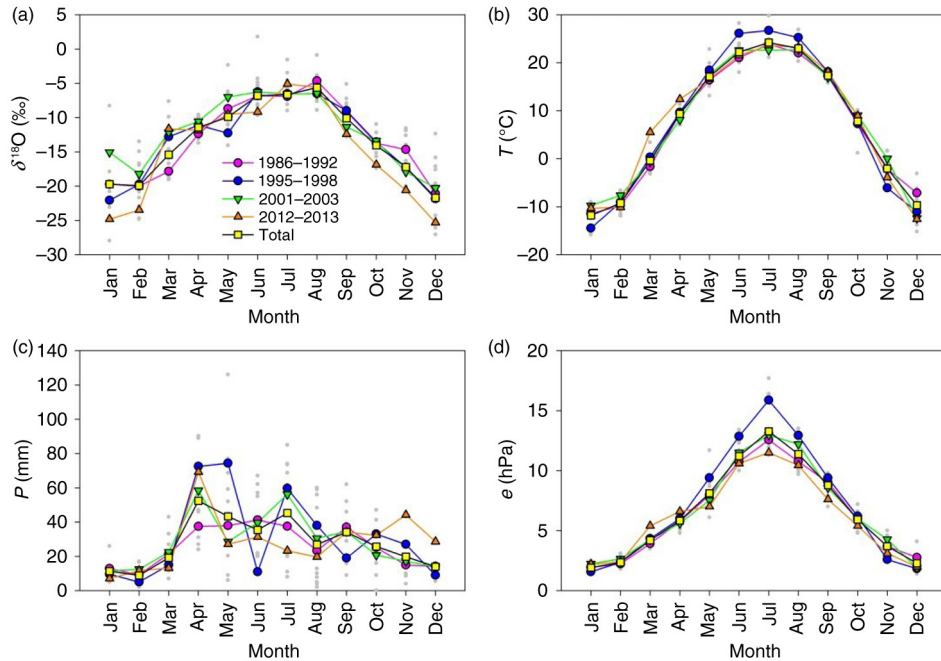 (a)
5
0
−5
−10
−15
−20
−25
−30
δ18O (‰)
1986–1992
1995–1998
2001–2003
2012–2013
Total
Jan Feb Mar Apr May Jun Jul Aug Sep Oct Nov Dec
Month
(b)
30
20
10
0
−10
−20
T (°C)
Jan Feb Mar Apr May Jun Jul Aug Sep Oct Nov Dec
Month
(c)
140
120
100
80
60
40
20
0
P (mm)
Jan Feb Mar Apr May Jun Jul Aug Sep Oct Nov Dec
Month
(d)
20
15
10
5
0
e (hPa)
Jan Feb Mar Apr May Jun Jul Aug Sep Oct Nov Dec
Month